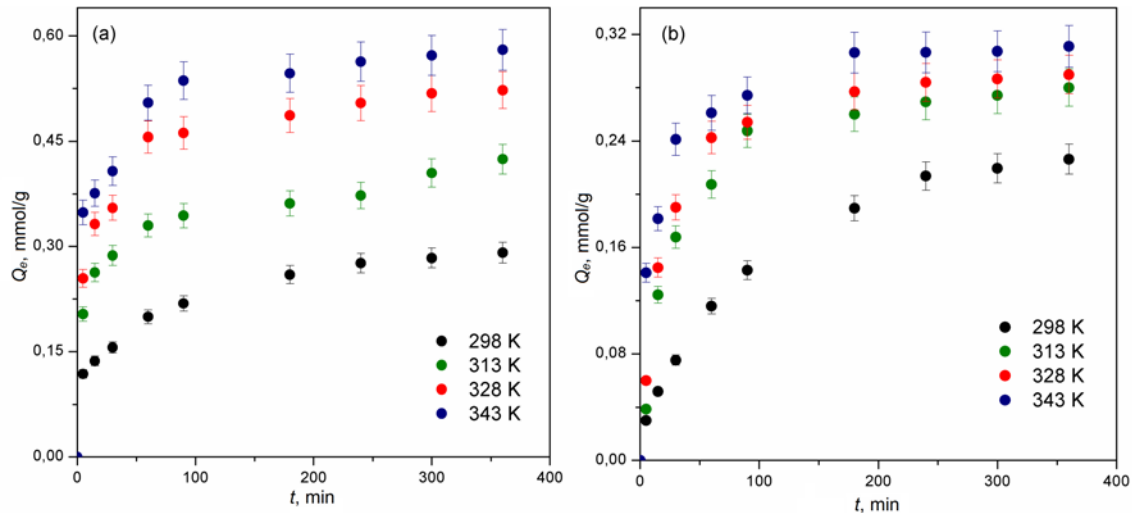 (a)
Qe, mmol/g
0,60
0,45
0,30
0,15
0,00
298 K
313 K
328 K
343 K
0
100
200
300
400
t, min
(b)
Qe, mmol/g
0,32
0,24
0,16
0,08
0,00
298 K
313 K
328 K
343 K
0
100
200
300
400
t, min